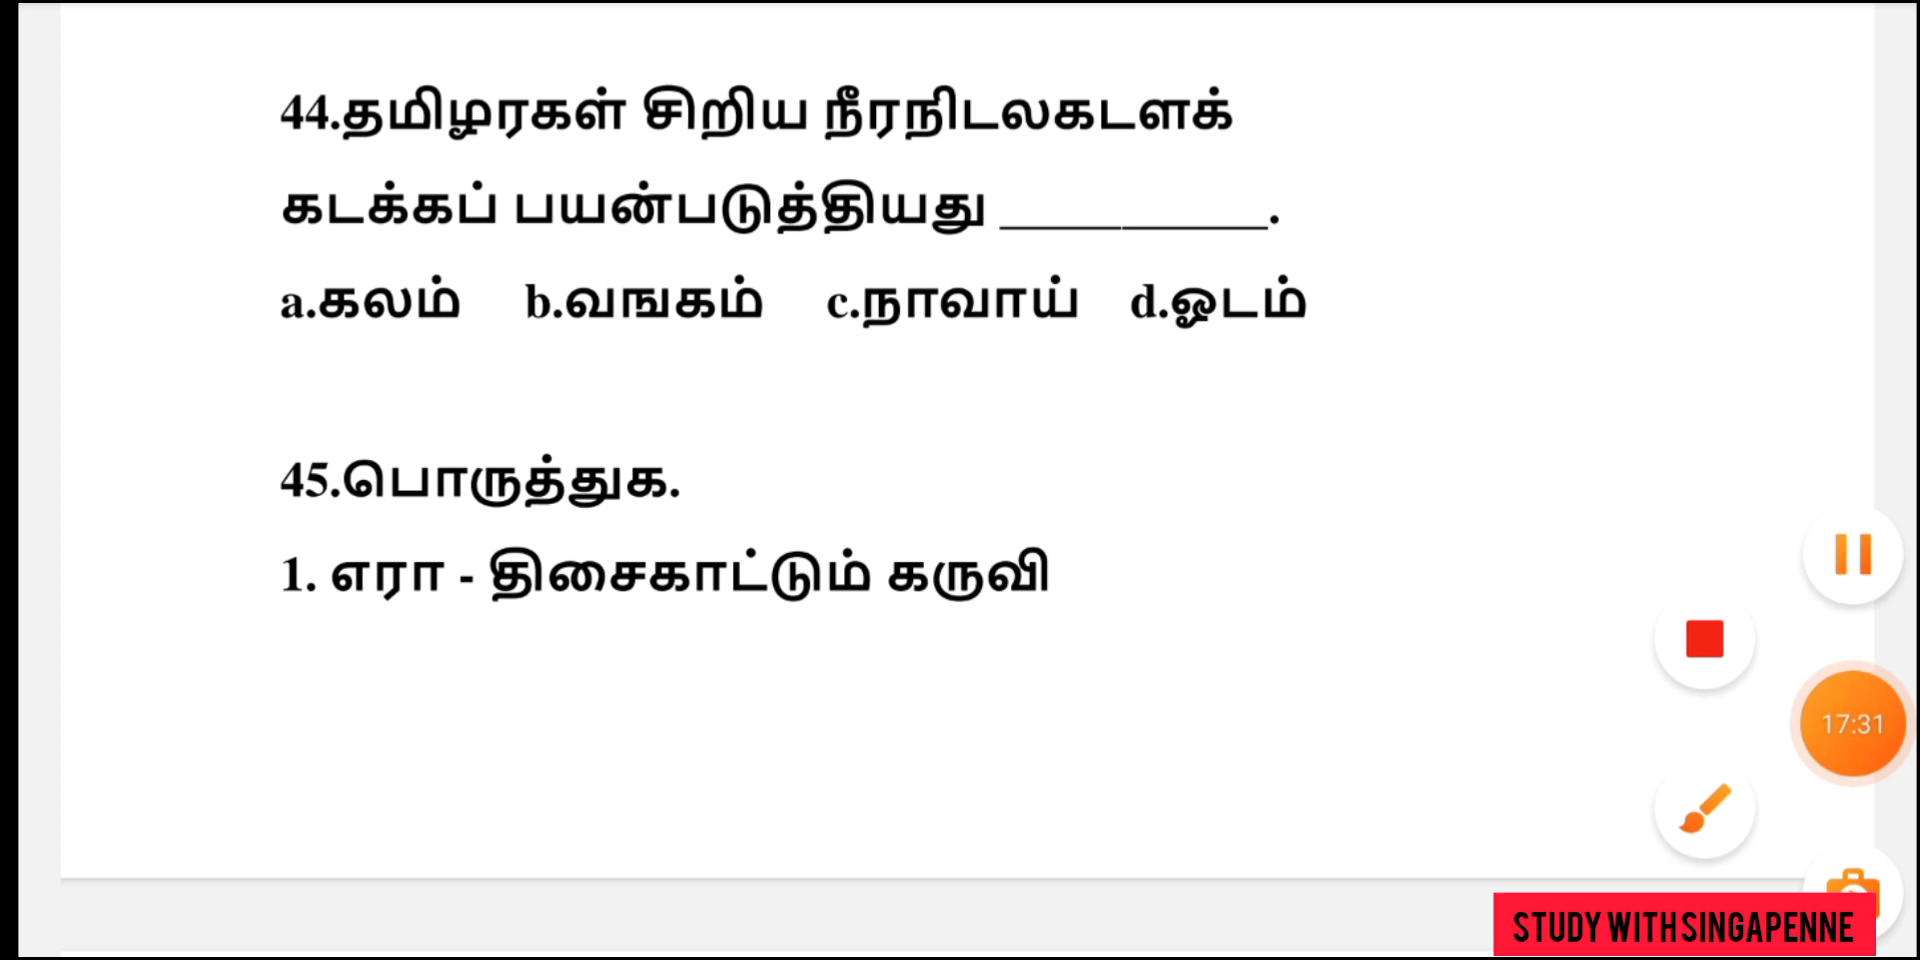 44.தமிழரகள் சிறிய நீரநிடலகடளக்
கடக்கப் பயன்படுத்தியது ___________.
a.கலம் b.வஙகம் c.நாவாய் d.ஓடம்
45.பொருத்துக.
1. எரா - திசைகாட்டும் கருவி
17:31
STUDY WITH SINGAPENNE